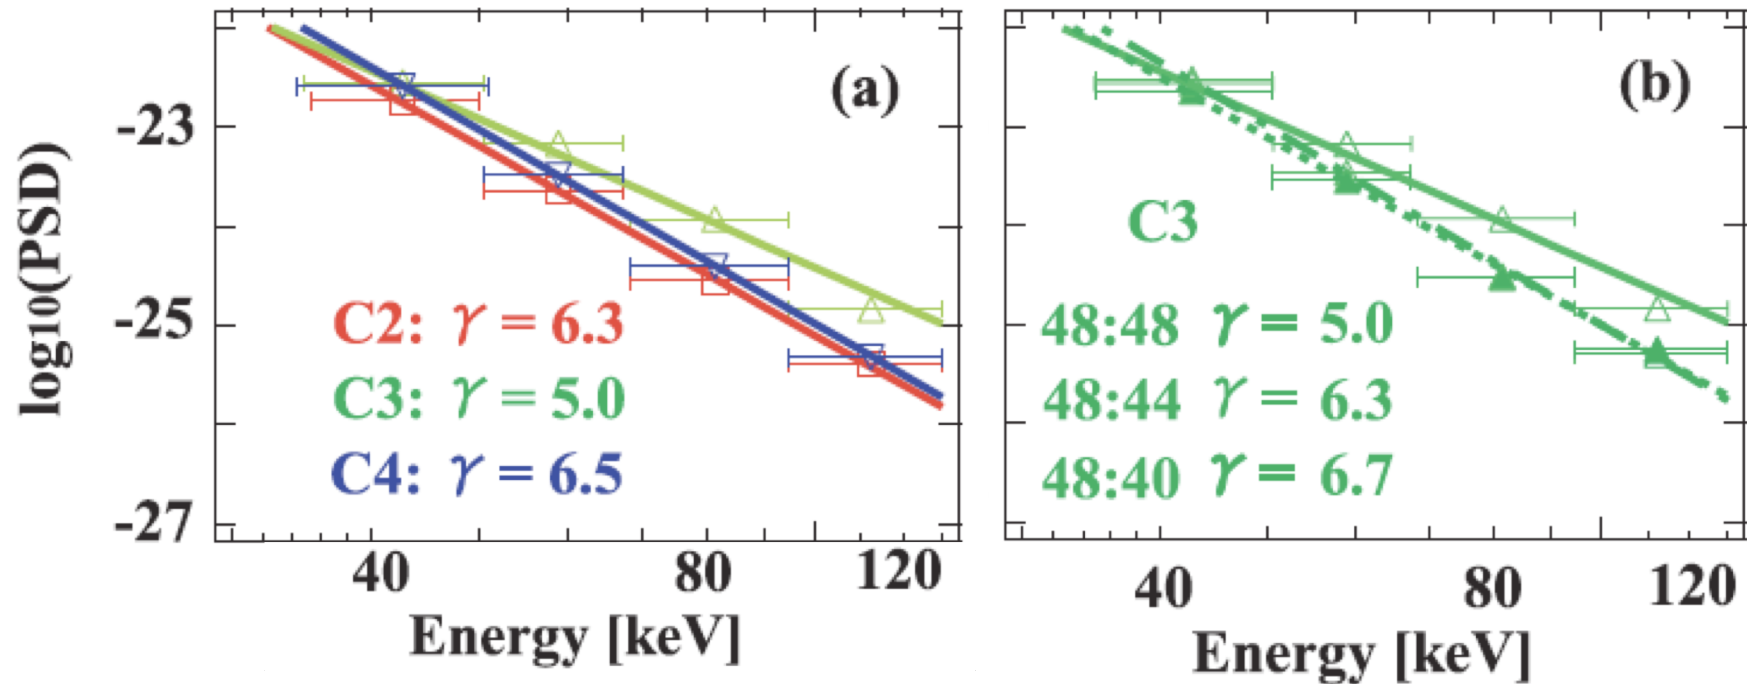 (a)
log10(PSD)
-23
-25
-27
C2: γ = 6.3
C3: γ = 5.0
C4: γ = 6.5
40 80 120
Energy [keV]
(b)
C3
48:48 γ = 5.0
48:44 γ = 6.3
48:40 γ = 6.7
40 80 120
Energy [keV]